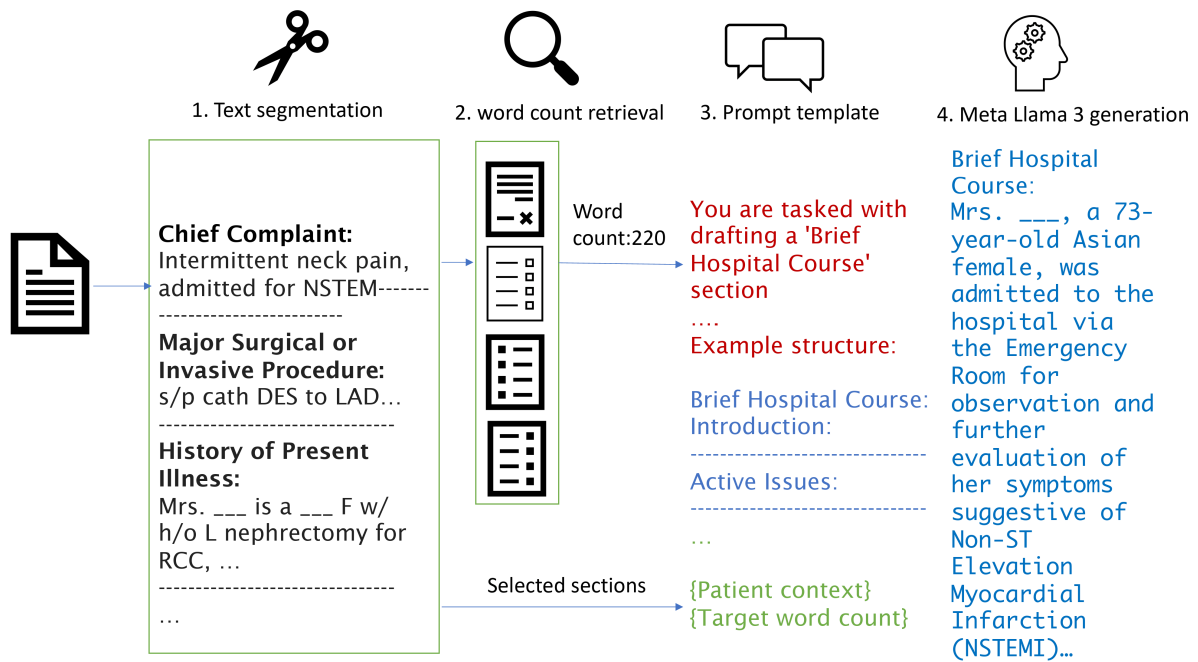 1. Text segmentation
2. word count retrieval
3. Prompt template
4. Meta Llama 3 generation
Chief Complaint:
Intermittent neck pain,
admitted for NSTEM-------
------------------------
Major Surgical or
Invasive Procedure:
s/p cath DES to LAD…
-------------------------------
History of Present
Illness:
Mrs. ___ is a ___ F w/
h/o L nephrectomy for
RCC, …
-------------------------------
…
Word
count:220
Selected sections
You are tasked with
drafting a 'Brief
Hospital Course'
section
....
Example structure:
Brief Hospital Course:
Introduction:
-------------------------------
Active Issues:
-------------------------------
…
{Patient context}
{Target word count}
Brief Hospital
Course:
Mrs. ___, a 73-
year-old Asian
female, was
admitted to the
hospital via
the Emergency
Room for
observation and
further
evaluation of
her symptoms
suggestive of
Non-ST
Elevation
Myocardial
Infarction
(NSTEMI)…